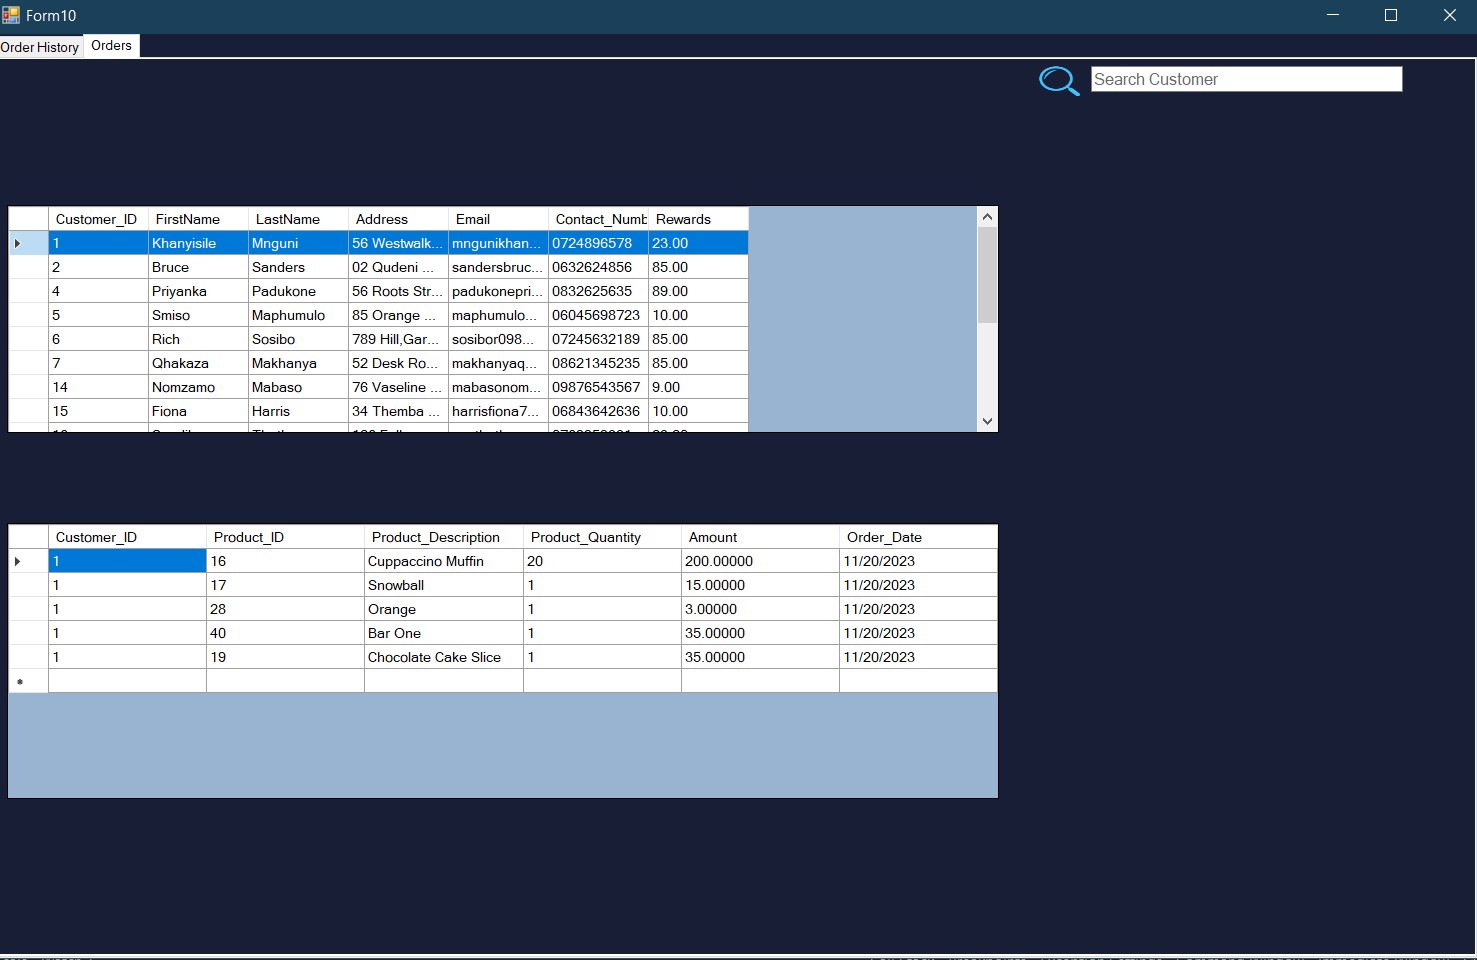 Form10
Order History Orders
Search Customer
Customer_ID FirstName LastName Address Email Contact_Numb Rewards
1 Khanyisile Mnguni 56 Westwalk... mngunikhan... 0724896578 23.00
2 Bruce Sanders 02 Qudeni ... sandersbruc... 0632624856 85.00
4 Priyanka Padukone 56 Roots Str... padukonepri... 0832625635 89.00
5 Smiso Maphumulo 85 Orange ... maphumulo... 06045698723 10.00
6 Rich Sosibo 789 Hill,Gar... sosibor098... 07245632189 85.00
7 Qhakaza Makhanya 52 Desk Ro... makhanyaq... 08621345235 85.00
14 Nomzamo Mabaso 76 Vaseline ... mabasonom... 09876543567 9.00
15 Fiona Harris 34 Themba ... harrisfiona7... 06843642636 10.00
Customer_ID Product_ID Product_Description Product_Quantity Amount Order_Date
1 16 Cuppaccino Muffin 20 200.00000 11/20/2023
1 17 Snowball 1 15.00000 11/20/2023
1 28 Orange 1 3.00000 11/20/2023
1 40 Bar One 1 35.00000 11/20/2023
1 19 Chocolate Cake Slice 1 35.00000 11/20/2023